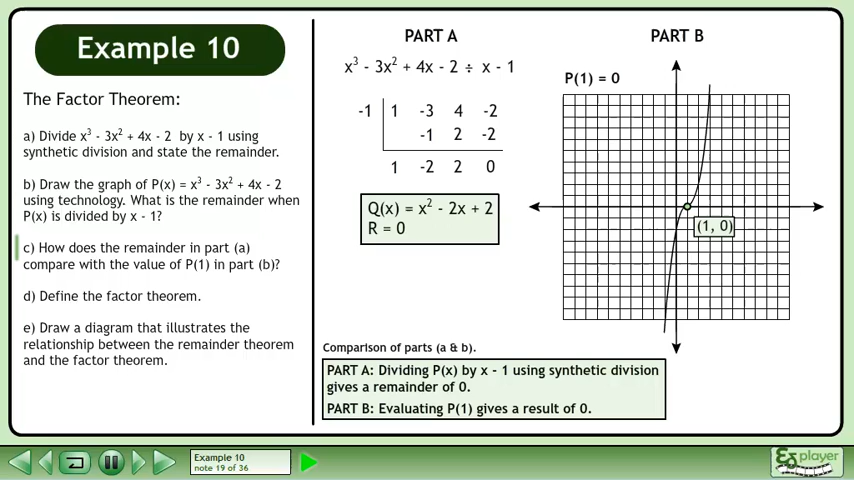 Example 10
The Factor Theorem:
a) Divide x³ - 3x² + 4x - 2 by x - 1 using
synthetic division and state the remainder.
b) Draw the graph of P(x) = x³ - 3x² + 4x - 2
using technology. What is the remainder when
P(x) is divided by x - 1?
c) How does the remainder in part (a)
compare with the value of P(1) in part (b)?
d) Define the factor theorem.
e) Draw a diagram that illustrates the
relationship between the remainder theorem
and the factor theorem.
PART A
x³ - 3x² + 4x - 2 ÷ x - 1
-1 1 -3 4 -2
-1 2 -2
1 -2 2 0
Q(x) = x² - 2x + 2
R = 0
PART B
P(1) = 0
(1, 0)
Comparison of parts (a & b).
PART A: Dividing P(x) by x - 1 using synthetic division
gives a remainder of 0.
PART B: Evaluating P(1) gives a result of 0.
Example 10
note 19 of 36
player